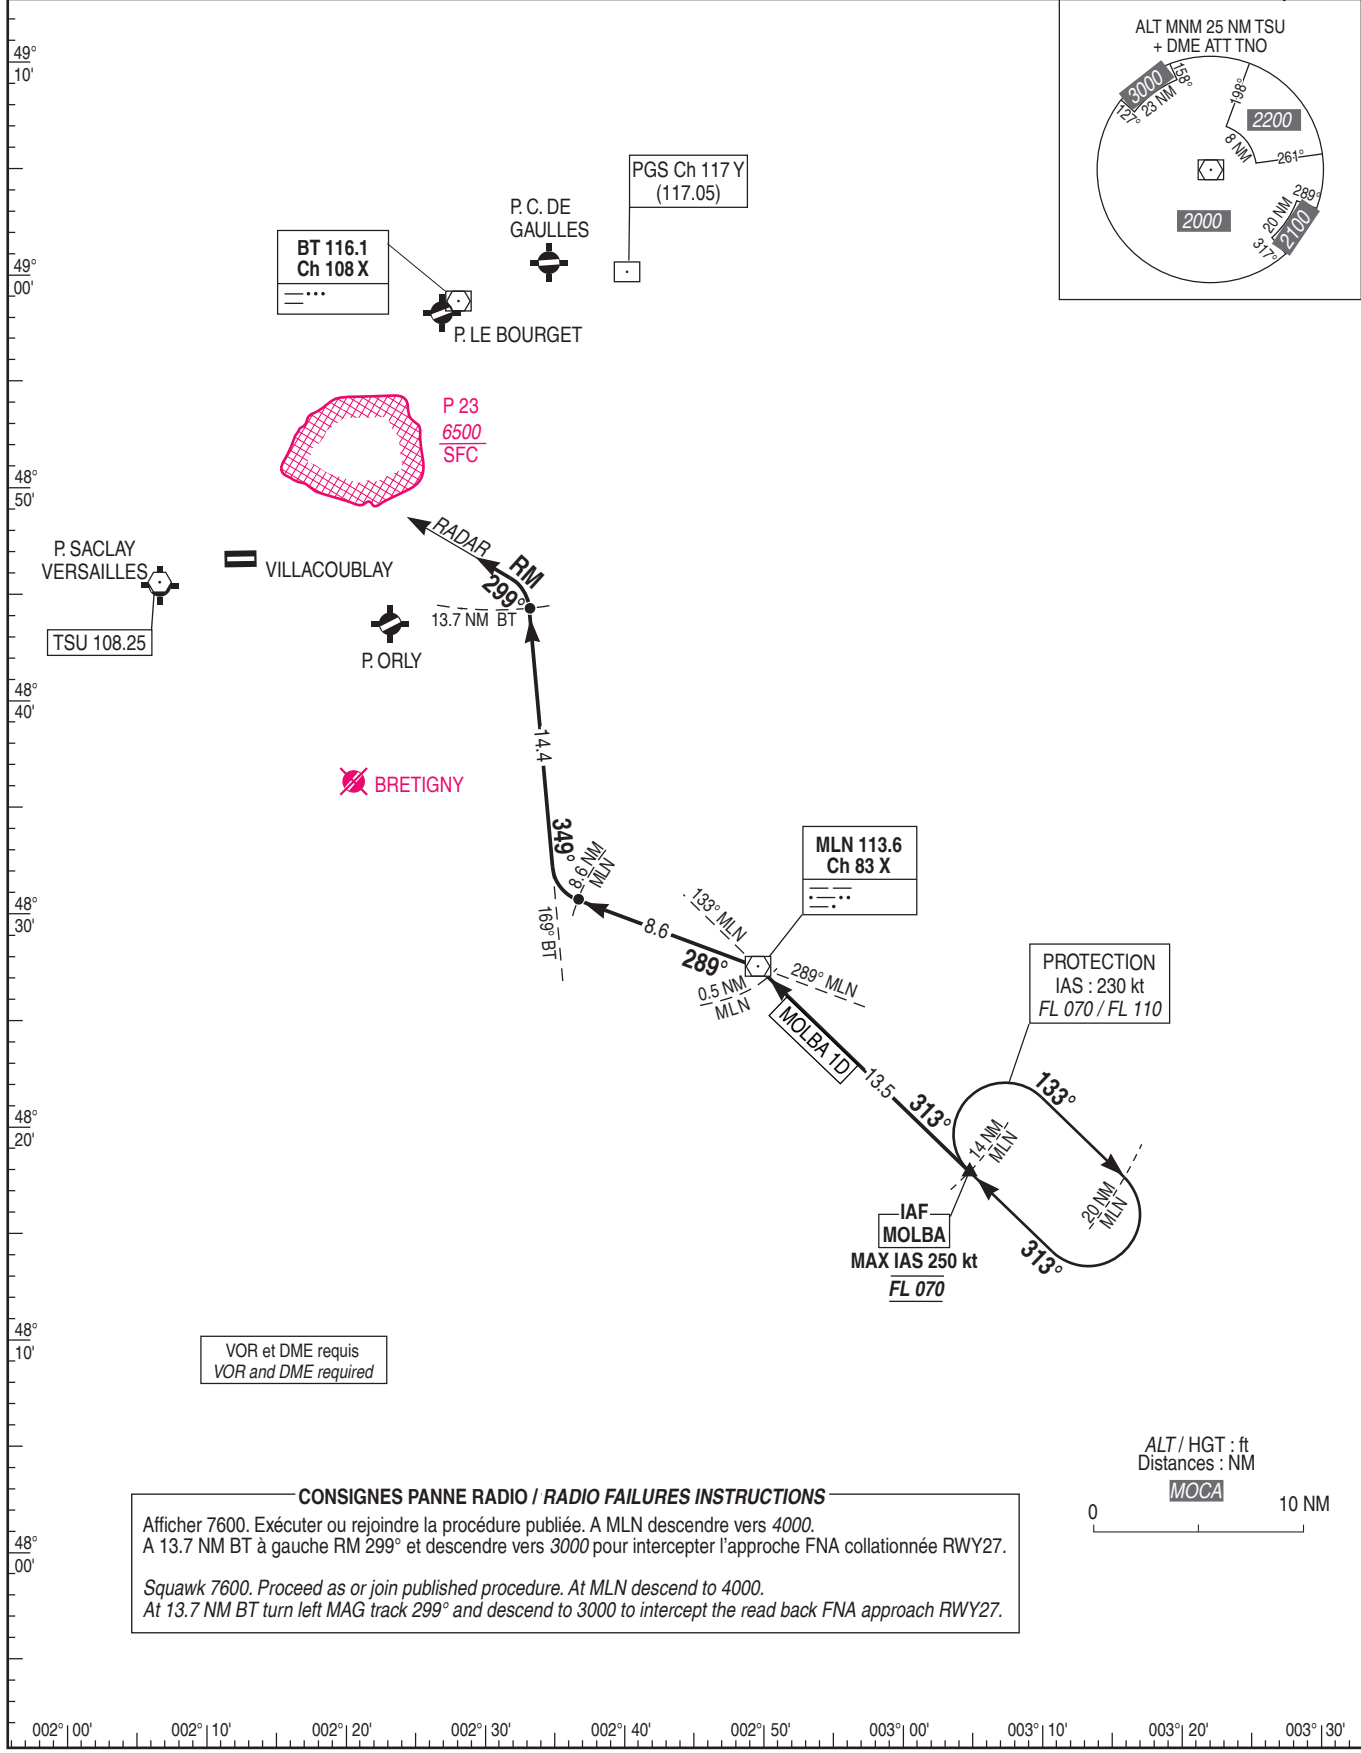 ALT MNM 25 NM TSU
+ DME ATT TNO
3000
158°
127°
23 NM
198°
2200
8 NM
261°
2000
289°
20 NM
2100
317°
49°
10'
49°
00'
48°
50'
48°
40'
48°
30'
48°
20'
48°
10'
48°
00'
PGS Ch 117 Y
(117.05)
P. C. DE
GAULLES
BT 116.1
Ch 108 X
P. LE BOURGET
P 23
6500
SFC
P. SACLAY
VERSAILLES
VILLACOUBLAY
TSU 108.25
P. ORLY
RADAR
RM
299°
13.7 NM BT
14.4
BRETIGNY
349°
8.6 NM
MLN
169° BT
8.6
289°
MLN 113.6
Ch 83 X
133° MLN
289° MLN
0.5 NM
MLN
MOLBA 1D
13.5
313°
PROTECTION
IAS : 230 kt
FL 070 / FL 110
133°
14 NM
MLN
20 NM
MLN
313°
IAF
MOLBA
MAX IAS 250 kt
FL 070
VOR et DME requis
VOR and DME required
ALT / HGT : ft
Distances : NM
MOCA
0 10 NM
CONSIGNES PANNE RADIO / RADIO FAILURES INSTRUCTIONS
Afficher 7600. Exécuter ou rejoindre la procédure publiée. A MLN descendre vers 4000.
A 13.7 NM BT à gauche RM 299° et descendre vers 3000 pour intercepter l'approche FNA collationnée RWY27.
Squawk 7600. Proceed as or join published procedure. At MLN descend to 4000.
At 13.7 NM BT turn left MAG track 299° and descend to 3000 to intercept the read back FNA approach RWY27.
002° 00' 002° 10' 002° 20' 002° 30' 002° 40' 002° 50' 003° 00' 003° 10' 003° 20' 003° 30'